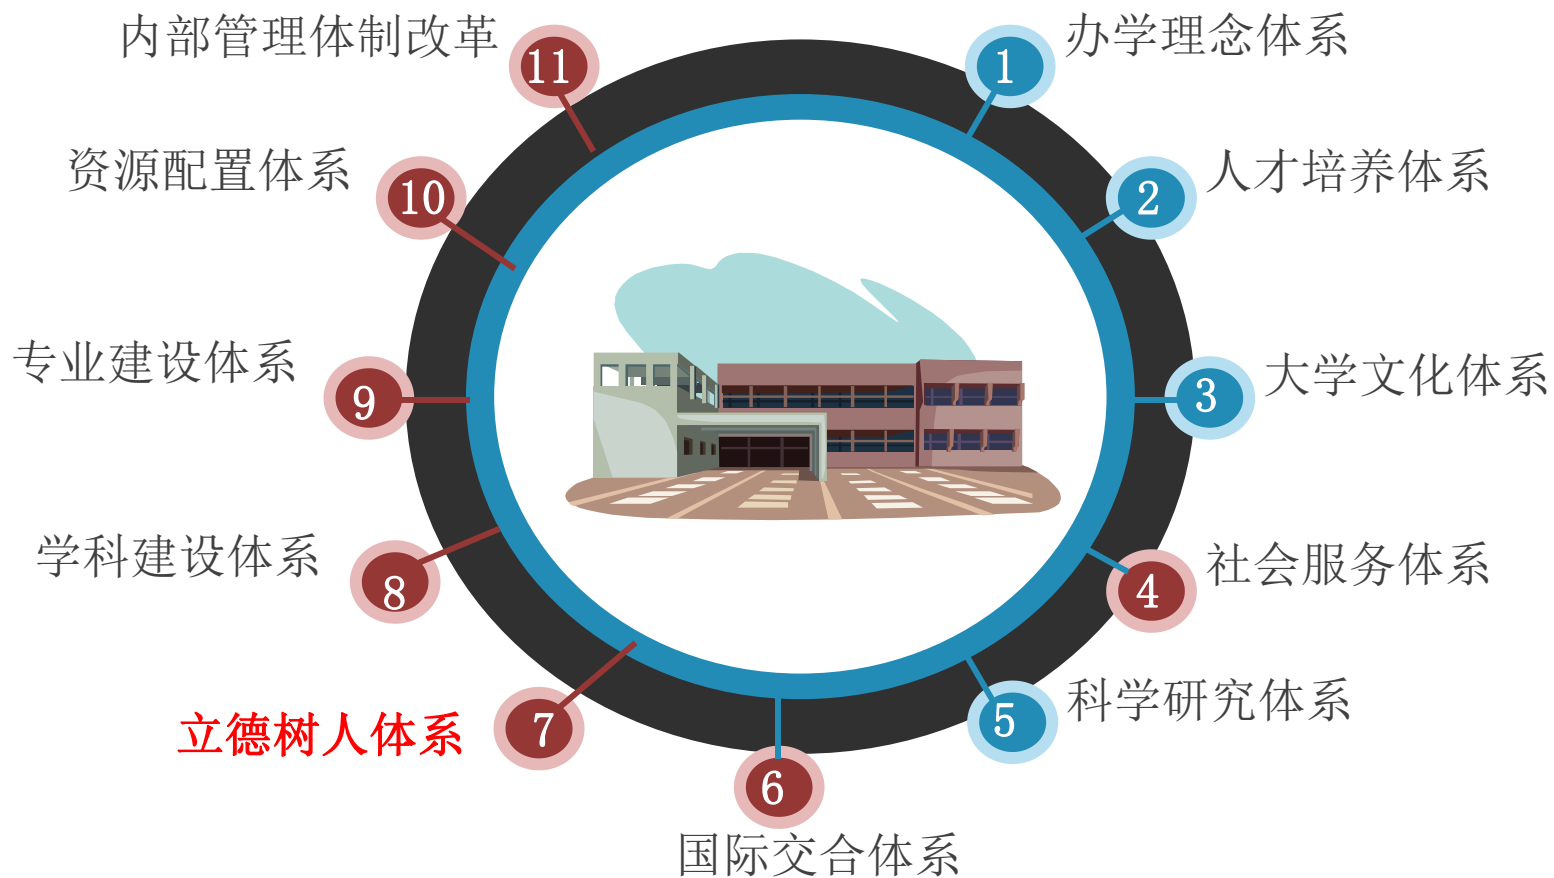 1
办学理念体系
2
人才培养体系
3
大学文化体系
4
社会服务体系
5
科学研究体系
6
国际交合体系
7
立德树人体系
8
学科建设体系
9
专业建设体系
10
资源配置体系
11
内部管理体制改革